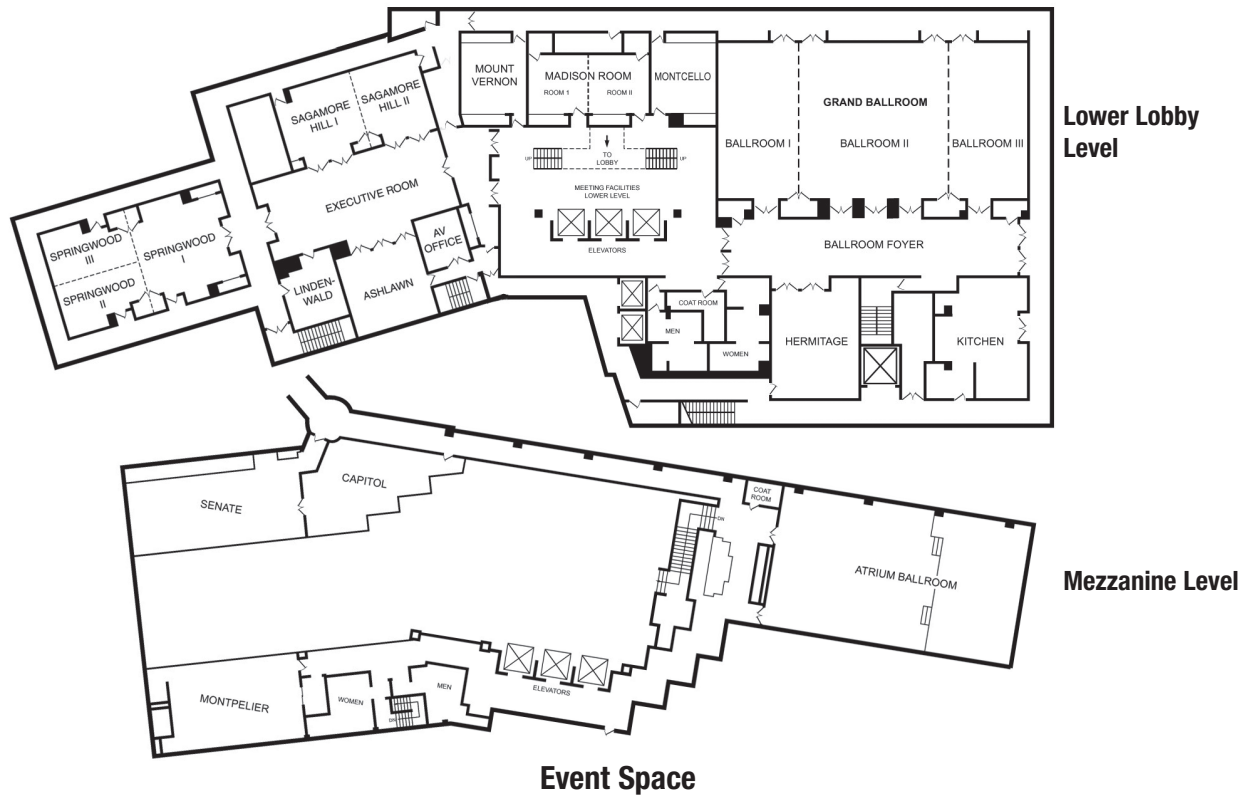 Lower Lobby
Level
MOUNT
VERNON
MADISON ROOM
ROOM 1
ROOM II
MONTCELLO
SAGAMORE
HILL I
SAGAMORE
HILL II
GRAND BALLROOM
BALLROOM I
BALLROOM II
BALLROOM III
UP
TO
LOBBY
UP
MEETING FACILITIES
LOWER LEVEL
ELEVATORS
EXECUTIVE ROOM
AV
OFFICE
SPRINGWOOD
III
SPRINGWOOD
I
SPRINGWOOD
II
LINDEN-
WALD
ASHLAWN
BALLROOM FOYER
COAT ROOM
MEN
WOMEN
HERMITAGE
KITCHEN
Mezzanine Level
SENATE
CAPITOL
COAT
ROOM
DN
ATRIUM BALLROOM
ELEVATORS
MONTPELIER
WOMEN
MEN
DN
Event Space